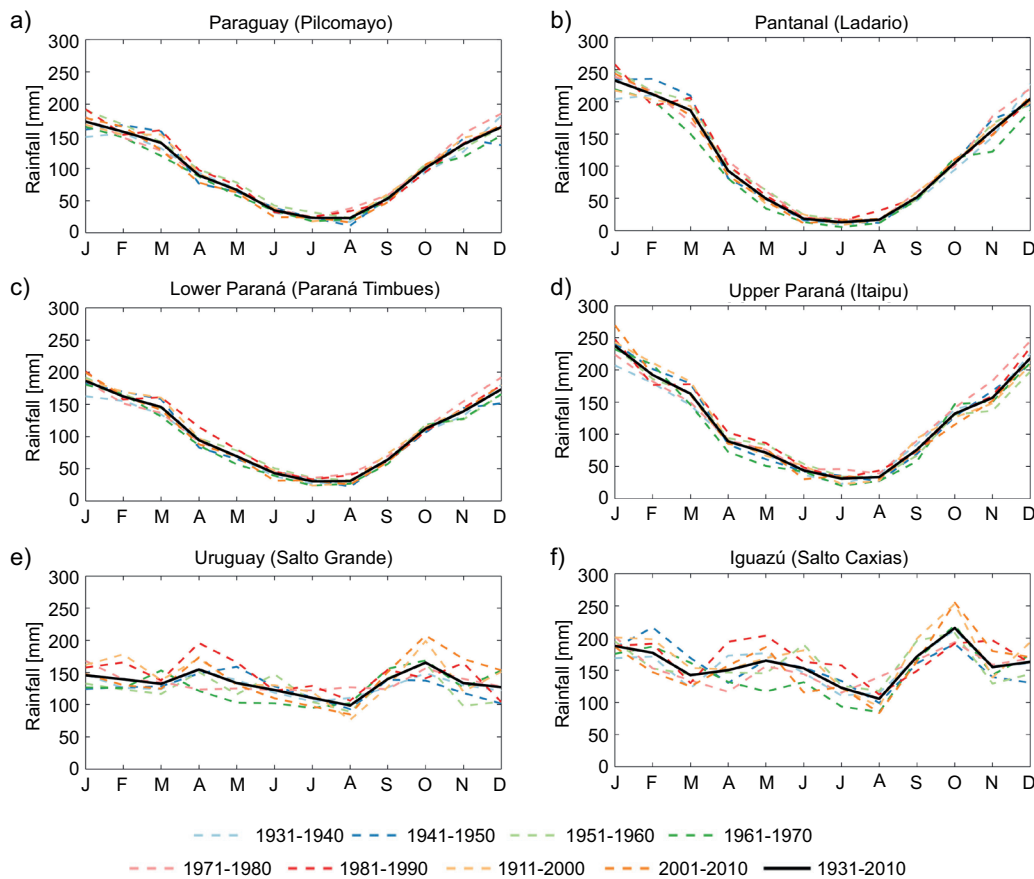 a) Paraguay (Pilcomayo)
300
250
200
150
100
50
0
Rainfall [mm]
J F M A M J J A S O N D
b) Pantanal (Ladario)
300
250
200
150
100
50
0
Rainfall [mm]
J F M A M J J A S O N D
c) Lower Paraná (Paraná Timbues)
300
250
200
150
100
50
0
Rainfall [mm]
J F M A M J J A S O N D
d) Upper Paraná (Itaipu)
300
250
200
150
100
50
0
Rainfall [mm]
J F M A M J J A S O N D
e) Uruguay (Salto Grande)
300
250
200
150
100
50
0
Rainfall [mm]
J F M A M J J A S O N D
f) Iguazú (Salto Caxias)
300
250
200
150
100
50
0
Rainfall [mm]
J F M A M J J A S O N D
1931-1940 1941-1950 1951-1960 1961-1970
1971-1980 1981-1990 1911-2000 2001-2010 1931-2010